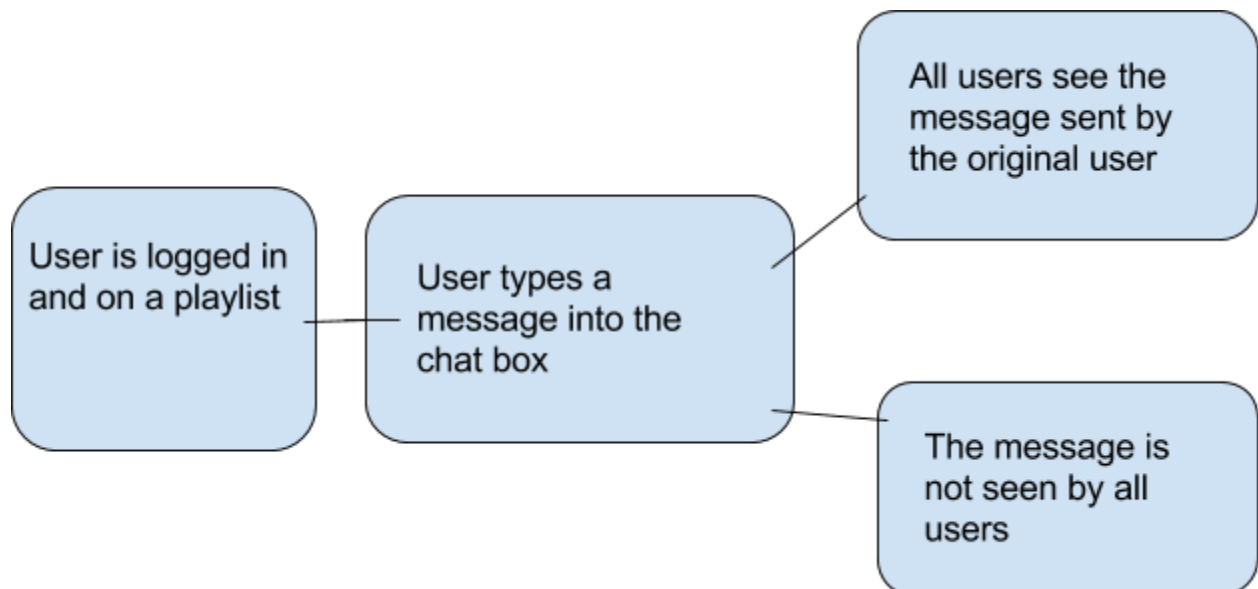 User is logged in
and on a playlist
User types a
message into the
chat box
All users see the
message sent by
the original user
The message is
not seen by all
users